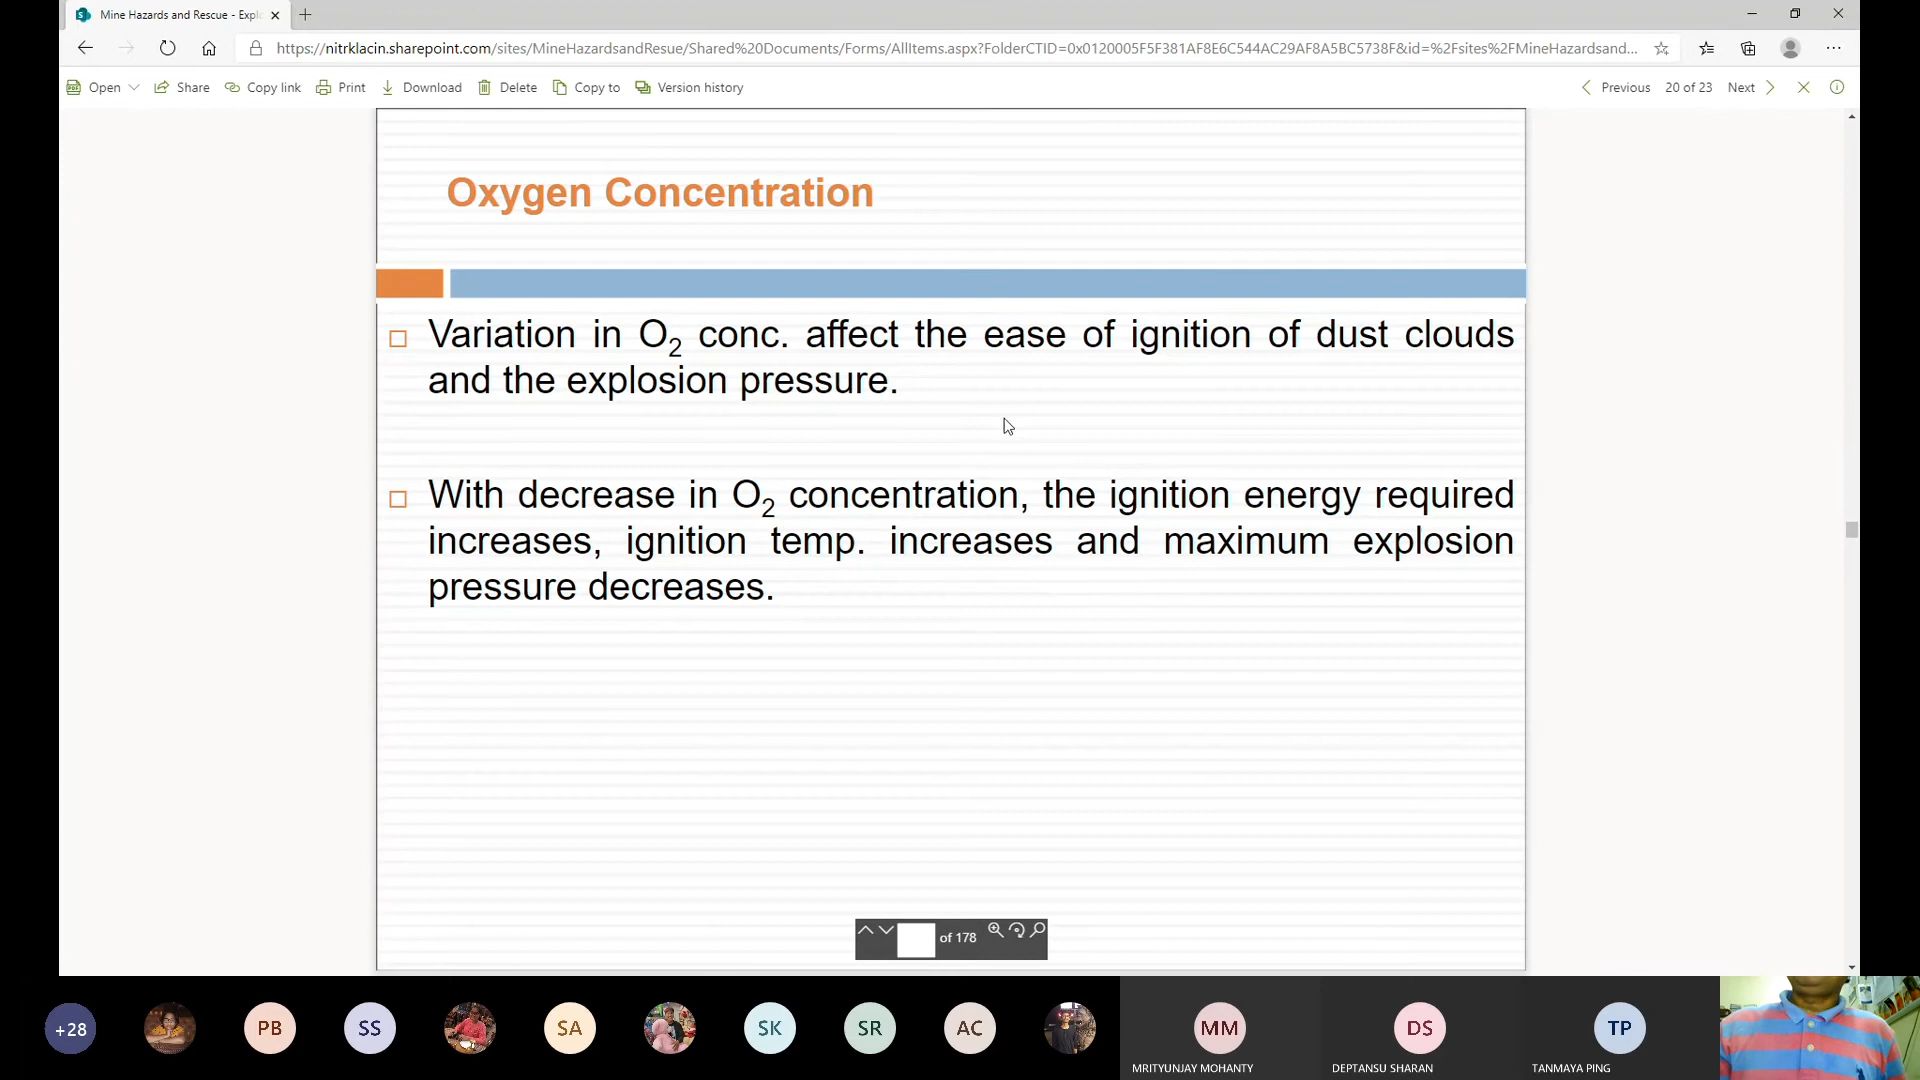 Mine Hazards and Rescue - Expl
https://nitrklacin.sharepoint.com/sites/MineHazardsandResue/Shared%20Documents/Forms/AllItems.aspx?FolderCTID=0x0120005F5F381AF8E6C544AC29AF8A5BC5738F&id=%2Fsites%2FMineHazardsand...
Open Share Copy link Print Download Delete Copy to Version history Previous 20 of 23 Next
Oxygen Concentration
Variation in O2 conc. affect the ease of ignition of dust clouds
and the explosion pressure.
With decrease in O2 concentration, the ignition energy required
increases, ignition temp. increases and maximum explosion
pressure decreases.
of 178
+28 PB SS SA SK SR AC MM DS TP
MRITYUNJAY MOHANTY DEPTANSU SHARAN TANMAYA PING